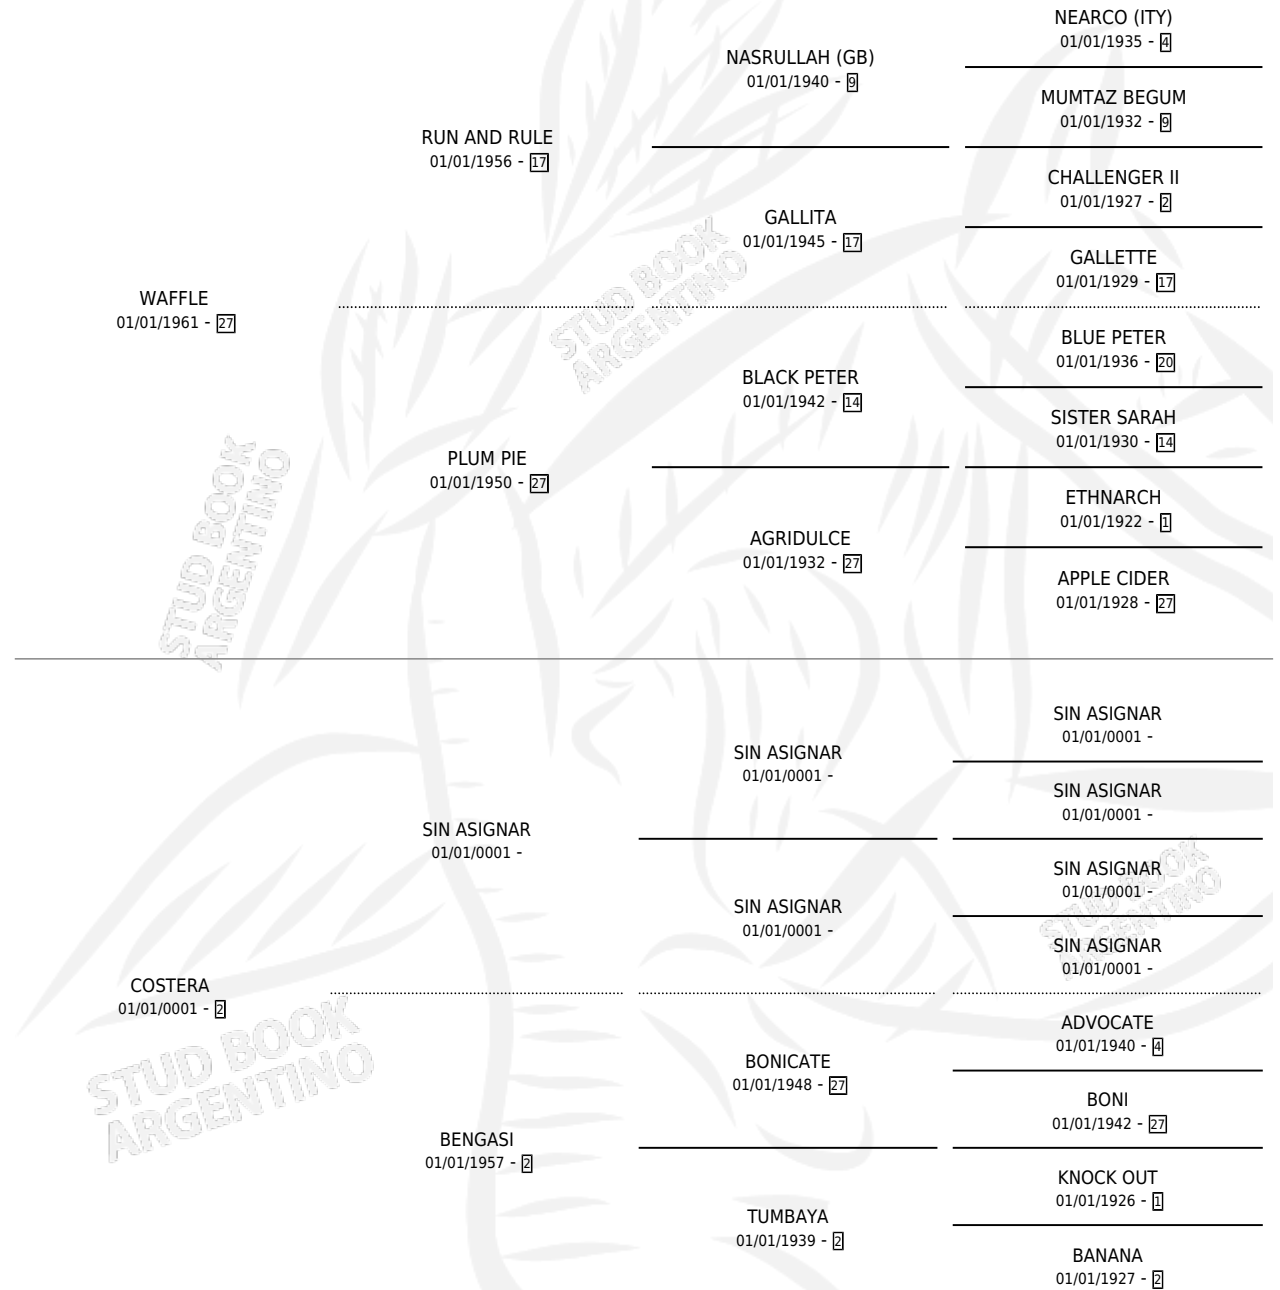 NEARCO (ITY)
01/01/1935 - 4
NASRULLAH (GB)
01/01/1940 - 9
MUMTAZ BEGUM
01/01/1932 - 9
RUN AND RULE
01/01/1956 - 17
CHALLENGER II
01/01/1927 - 2
GALLITA
01/01/1945 - 17
GALLETTE
01/01/1929 - 17
WAFFLE
01/01/1961 - 27
STUD BOOK
ARGENTINO
BLUE PETER
01/01/1936 - 20
BLACK PETER
01/01/1942 - 14
SISTER SARAH
01/01/1930 - 14
PLUM PIE
01/01/1950 - 27
ETHNARCH
01/01/1922 - 1
AGRIDULCE
01/01/1932 - 27
APPLE CIDER
01/01/1928 - 27
STUD BOOK
ARGENTINO
SIN ASIGNAR
01/01/0001 -
SIN ASIGNAR
01/01/0001 -
SIN ASIGNAR
01/01/0001 -
SIN ASIGNAR
01/01/0001 -
SIN ASIGNAR
01/01/0001 -
SIN ASIGNAR
01/01/0001 -
SIN ASIGNAR
01/01/0001 -
STUD BOOK
ARGENTINO
COSTERA
01/01/0001 - 2
STUD BOOK
ARGENTINO
ADVOCATE
01/01/1940 - 4
BONICATE
01/01/1948 - 27
BONI
01/01/1942 - 27
BENGASI
01/01/1957 - 2
KNOCK OUT
01/01/1926 - 1
TUMBAYA
01/01/1939 - 2
BANANA
01/01/1927 - 2